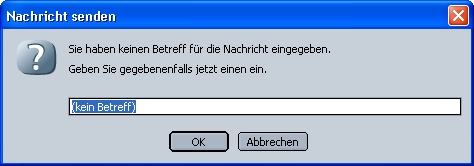 Nachricht senden
Sie haben keinen Betreff für die Nachricht eingegeben.
Geben Sie gegebenenfalls jetzt einen ein.
(kein Betreff)
OK Abbrechen